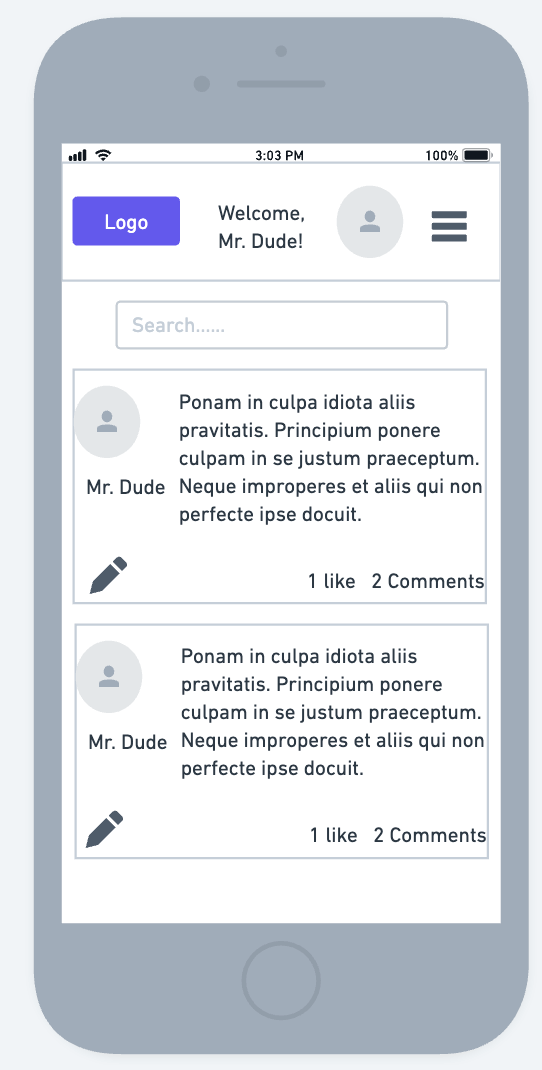 3:03 PM
100%
Logo
Welcome,
Mr. Dude!
Search......
Ponam in culpa idiota aliis
pravitatis. Principium ponere
culpam in se justum praeceptum.
Neque improperes et aliis qui non
perfecte ipse docuit.
Mr. Dude
1 like 2 Comments
Ponam in culpa idiota aliis
pravitatis. Principium ponere
culpam in se justum praeceptum.
Neque improperes et aliis qui non
perfecte ipse docuit.
Mr. Dude
1 like 2 Comments